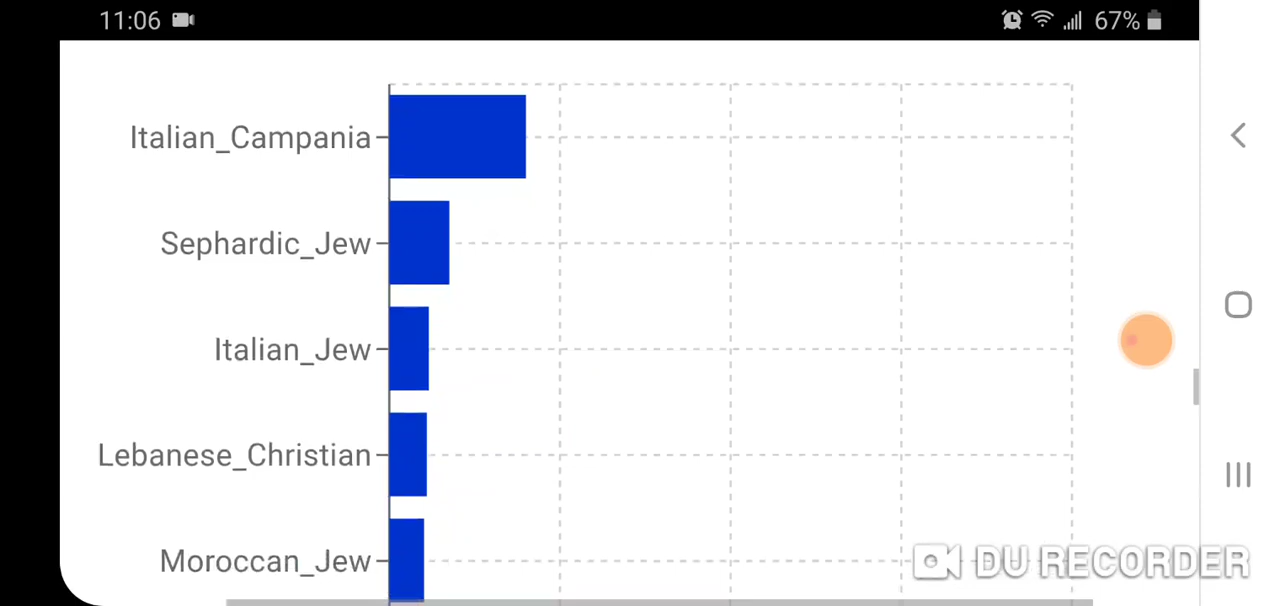 11:06 67%
Italian_Campania
Sephardic_Jew
Italian_Jew
Lebanese_Christian
Moroccan_Jew
DU RECORDER